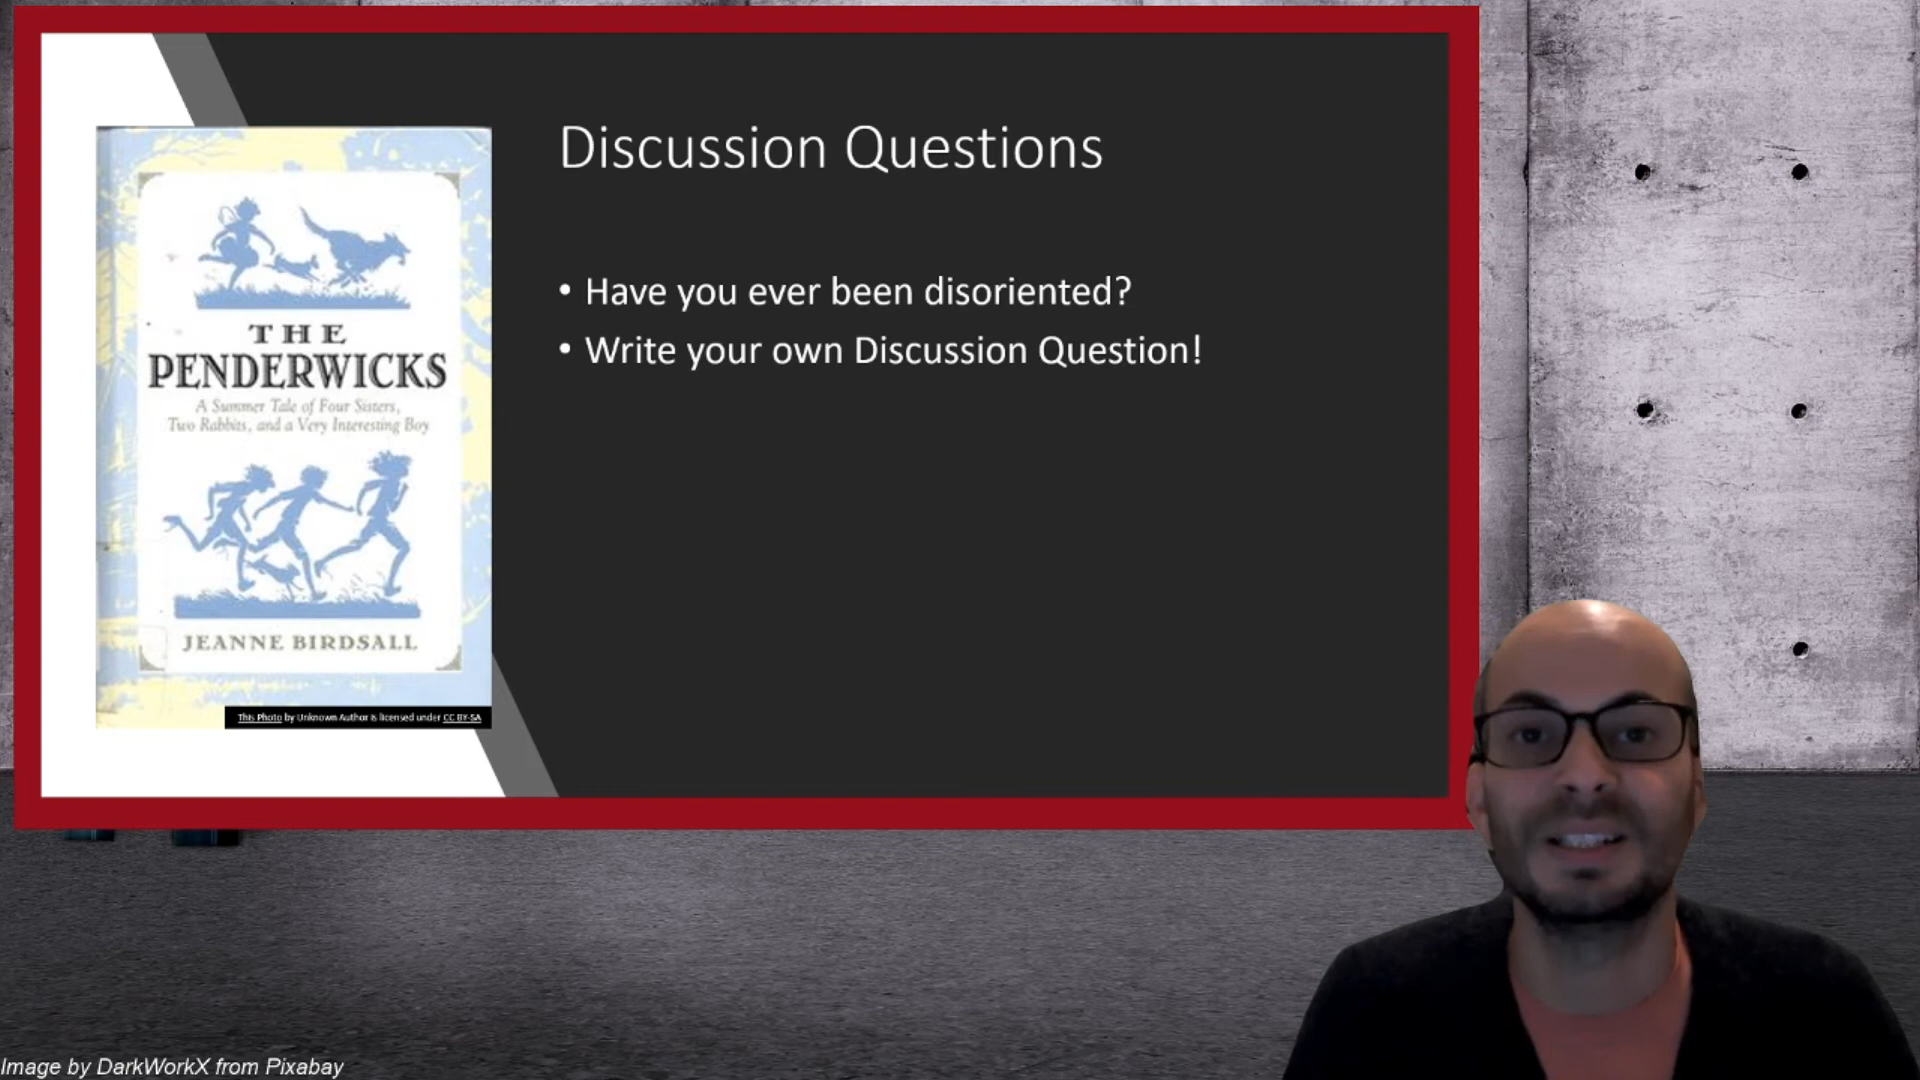 Discussion Questions
• Have you ever been disoriented?
• Write your own Discussion Question!
THE
PENDERWICKS
A Summer Tale of Four Sisters,
Two Rabbits, and a Very Interesting Boy
JEANNE BIRDSALL
This Photo by Unknown Author is licensed under CC BY-SA
Image by DarkWorkX from Pixabay